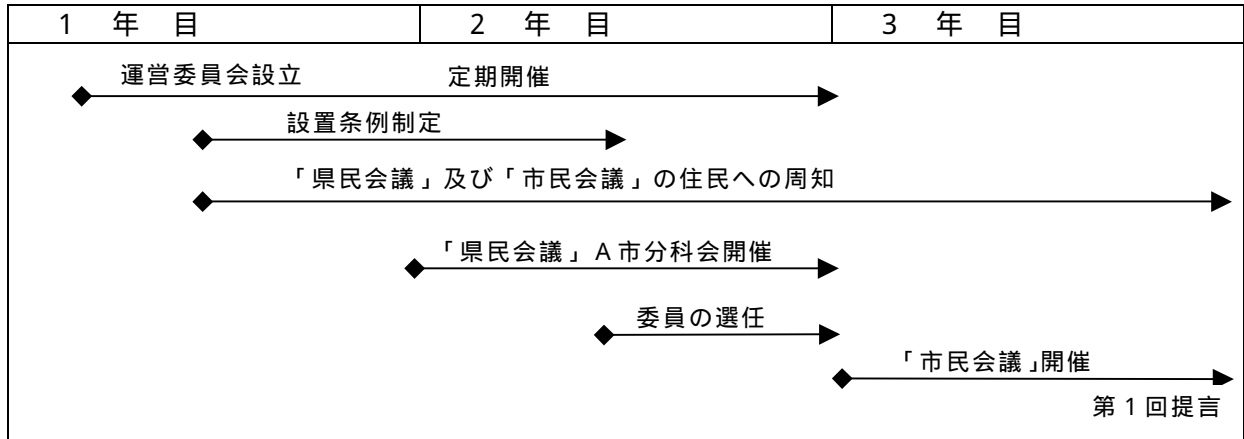 1 年 目 2 年 目 3 年 目
運営委員会設立 定期開催
設置条例制定
「県民会議」及び「市民会議」の住民への周知
「県民会議」A市分科会開催
委員の選任
「市民会議」開催
第1回提言